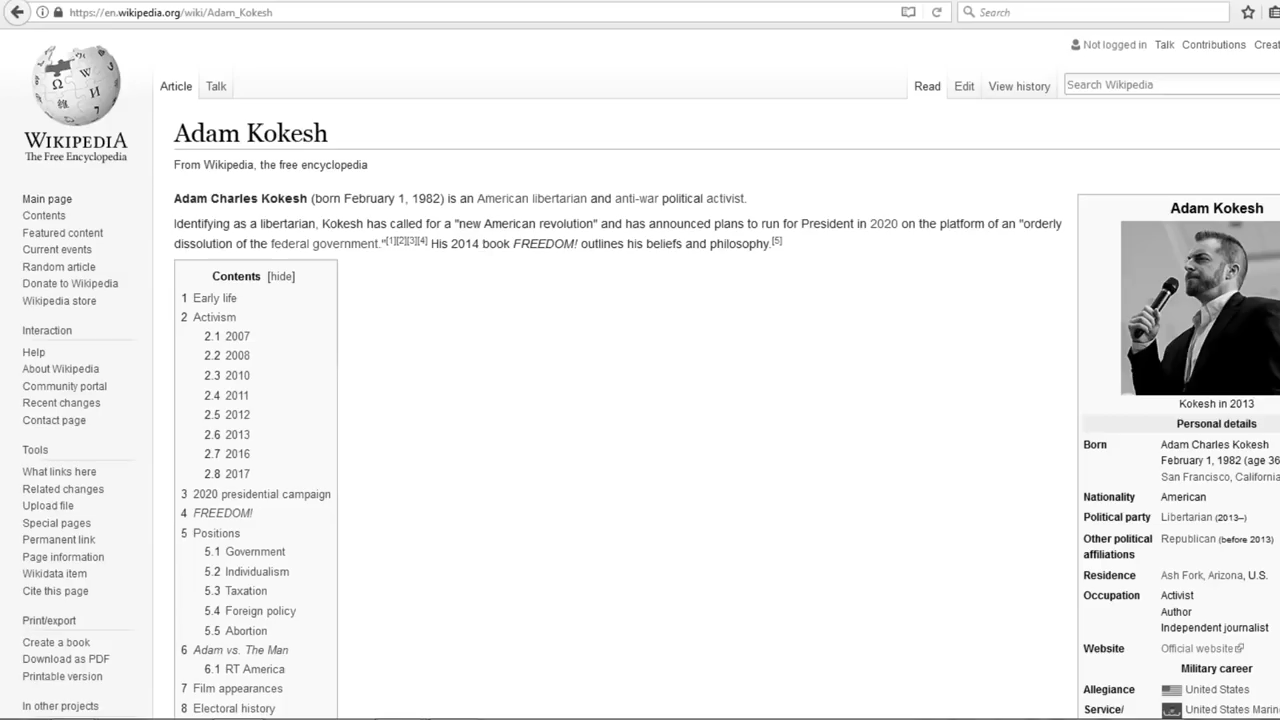 https://en.wikipedia.org/wiki/Adam_Kokesh
Search
Not logged in Talk Contributions
Article Talk
Read Edit View history
Search Wikipedia
WIKIPEDIA
The Free Encyclopedia
Main page
Contents
Featured content
Current events
Random article
Donate to Wikipedia
Wikipedia store
Interaction
Help
About Wikipedia
Community portal
Recent changes
Contact page
Tools
What links here
Related changes
Upload file
Special pages
Permanent link
Page information
Wikidata item
Cite this page
Print/export
Create a book
Download as PDF
Printable version
In other projects
Adam Kokesh
From Wikipedia, the free encyclopedia
Adam Charles Kokesh (born February 1, 1982) is an American libertarian and anti-war political activist.
Identifying as a libertarian, Kokesh has called for a "new American revolution" and has announced plans to run for President in 2020 on the platform of an "orderly
dissolution of the federal government."[1][2][3][4] His 2014 book FREEDOM! outlines his beliefs and philosophy.[5]
Contents [hide]
1 Early life
2 Activism
2.1 2007
2.2 2008
2.3 2010
2.4 2011
2.5 2012
2.6 2013
2.7 2016
2.8 2017
3 2020 presidential campaign
4 FREEDOM!
5 Positions
5.1 Government
5.2 Individualism
5.3 Taxation
5.4 Foreign policy
5.5 Abortion
6 Adam vs. The Man
6.1 RT America
7 Film appearances
8 Electoral history
Adam Kokesh
Kokesh in 2013
Personal details
Born Adam Charles Kokesh
February 1, 1982 (age 36
San Francisco, California
Nationality American
Political party Libertarian (2013–)
Other political Republican (before 2013)
affiliations
Residence Ash Fork, Arizona, U.S.
Occupation Activist
Author
Independent journalist
Website Official website
Military career
Allegiance United States
Service/ United States